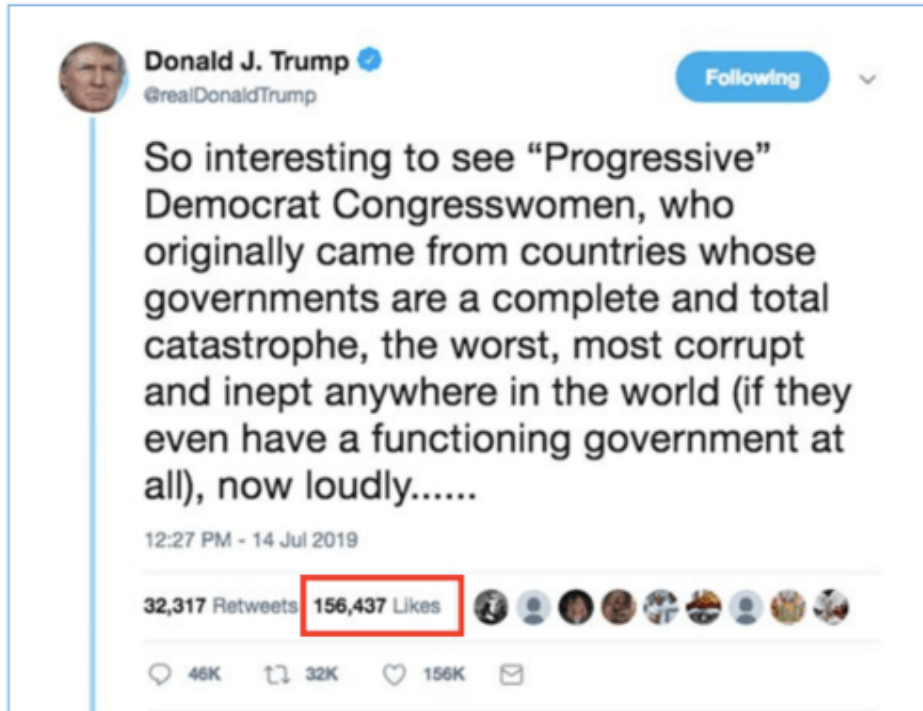 Donald J. Trump
@realDonaldTrump
Following
So interesting to see “Progressive”
Democrat Congresswomen, who
originally came from countries whose
governments are a complete and total
catastrophe, the worst, most corrupt
and inept anywhere in the world (if they
even have a functioning government at
all), now loudly......
12:27 PM - 14 Jul 2019
32,317 Retweets 156,437 Likes
46K 32K 156K